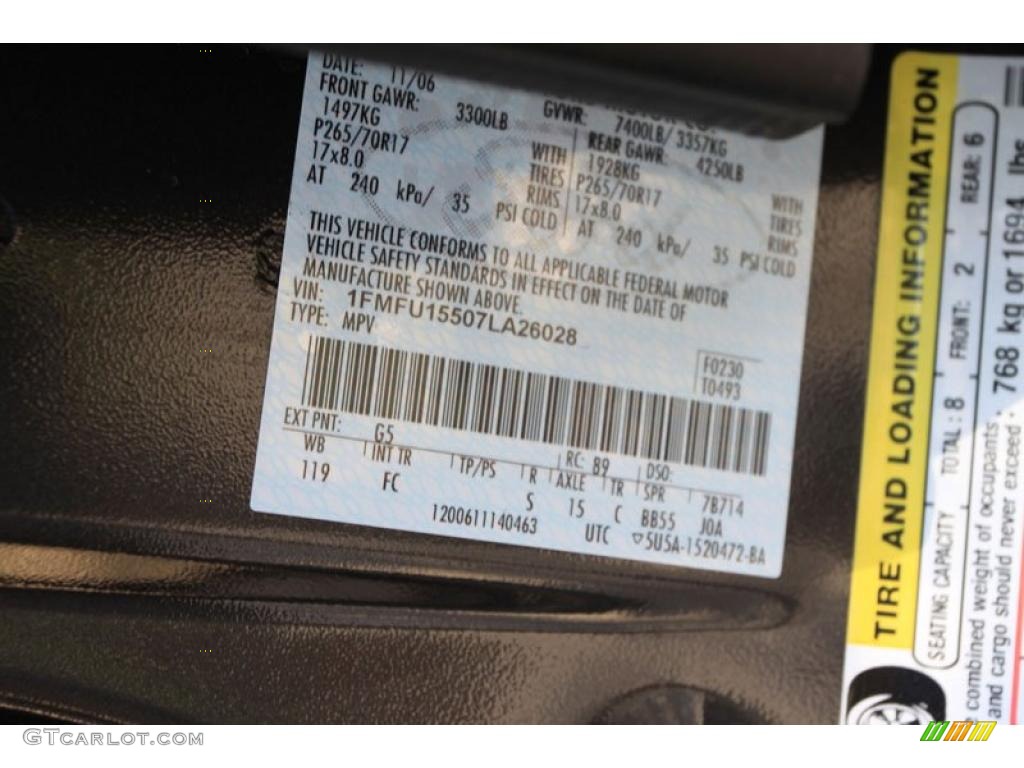 DATE: 11/06
FRONT GAWR: 3300LB
1497KG
P265/70R17 WITH
17x8.0 TIRES
RIMS
AT 240 kPa/ 35 PSI COLD
GVWR: 7400LB/ 3357KG
REAR GAWR: 4250LB
1928KG
P265/70R17 WITH
17x8.0 TIRES
RIMS
AT 240 kPa/ 35 PSI COLD
THIS VEHICLE CONFORMS TO ALL APPLICABLE FEDERAL MOTOR
VEHICLE SAFETY STANDARDS IN EFFECT ON THE DATE OF
MANUFACTURE SHOWN ABOVE.
VIN: 1FMFU15507LA26028
TYPE: MPV
F0230
T0493
EXT PNT: G5 RC: 89 DSO:
WB INT TR TP/PS R AXLE TR SPR 7B714
119 FC S 15 C BB55 JOA
1200611140463 UTC ▽5U5A-1520472-BA
TIRE AND LOADING INFORMATION
SEATING CAPACITY TOTAL: 8 FRONT: 2 REAR: 6
combined weight of occupants
and cargo should never exceed: 768 kg or 1694 lbs
GTCARLOT.COM